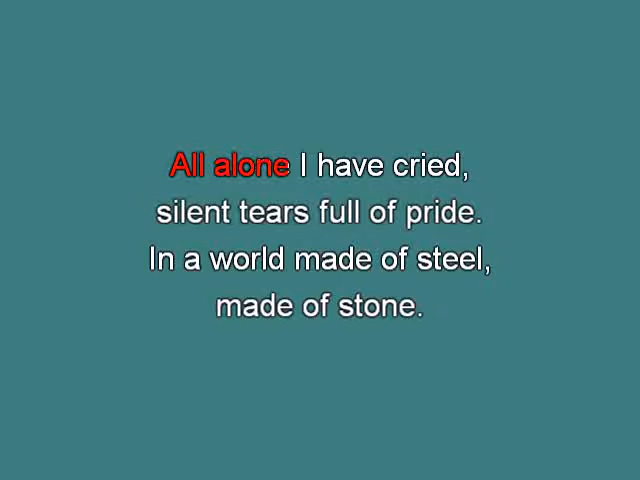 All alone I have cried,
silent tears full of pride.
In a world made of steel,
made of stone.